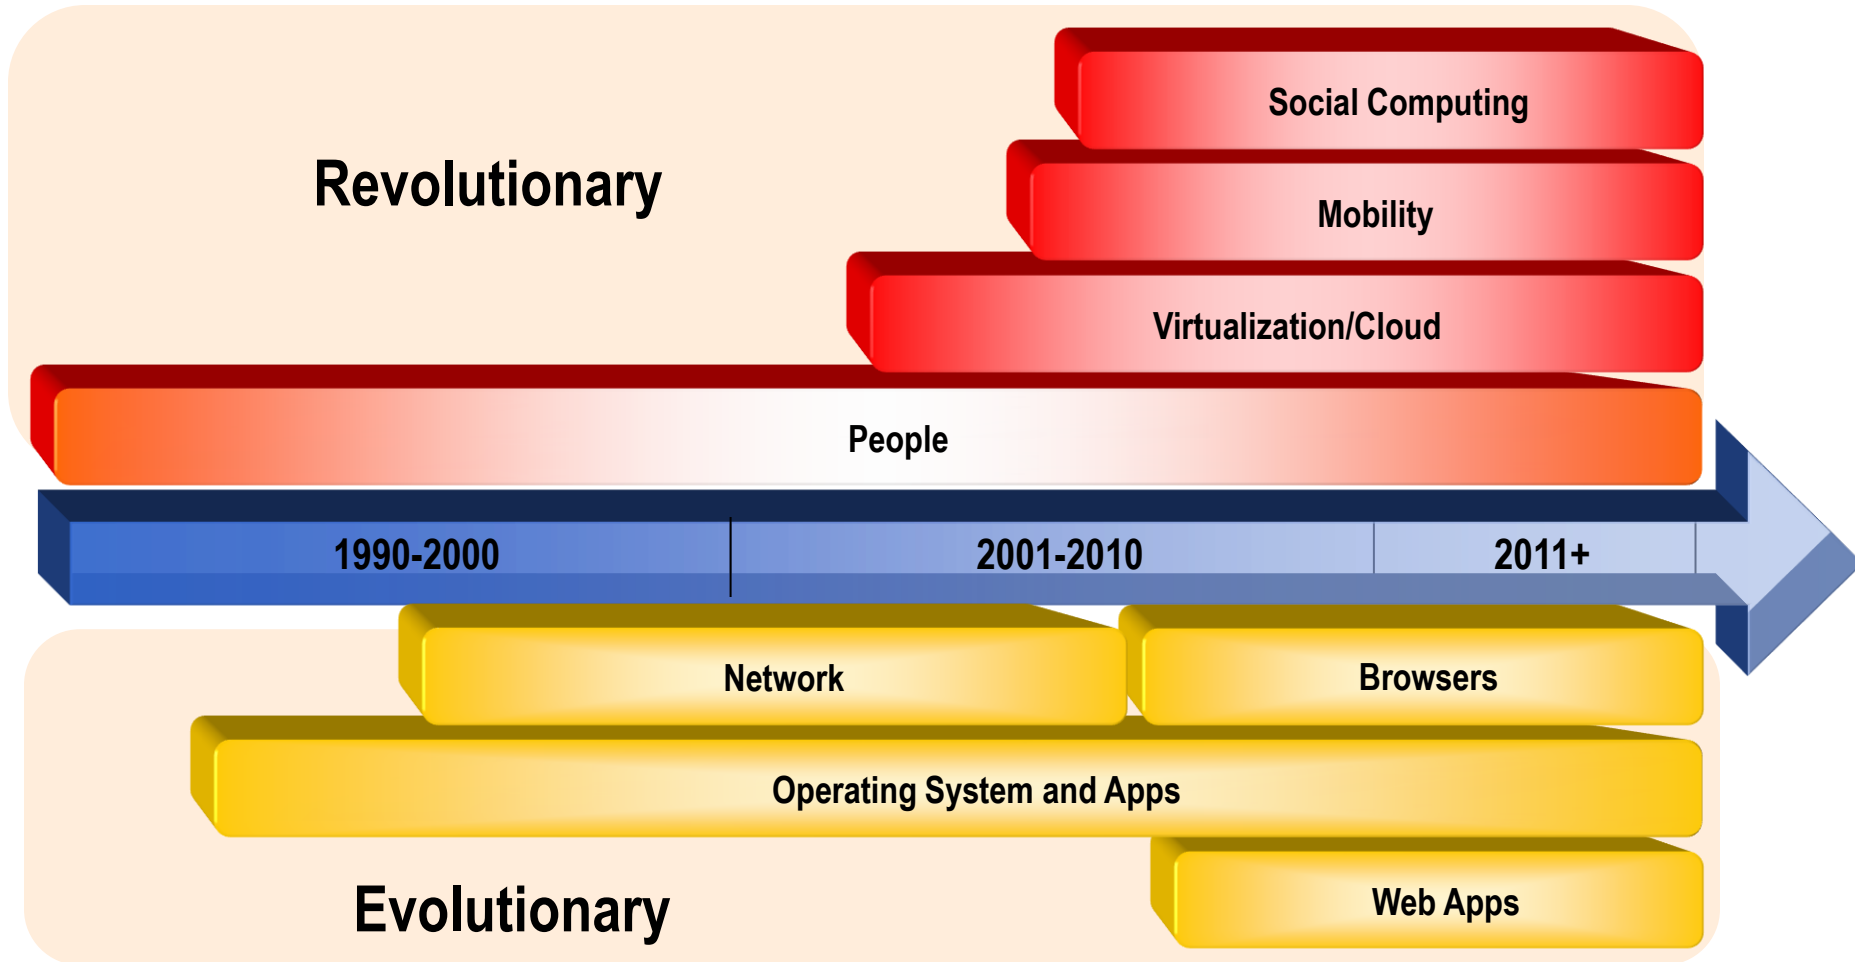 Social Computing
Revolutionary
Mobility
Virtualization/Cloud
People
1990-2000
2001-2010
2011+
Network
Browsers
Operating System and Apps
Web Apps
Evolutionary